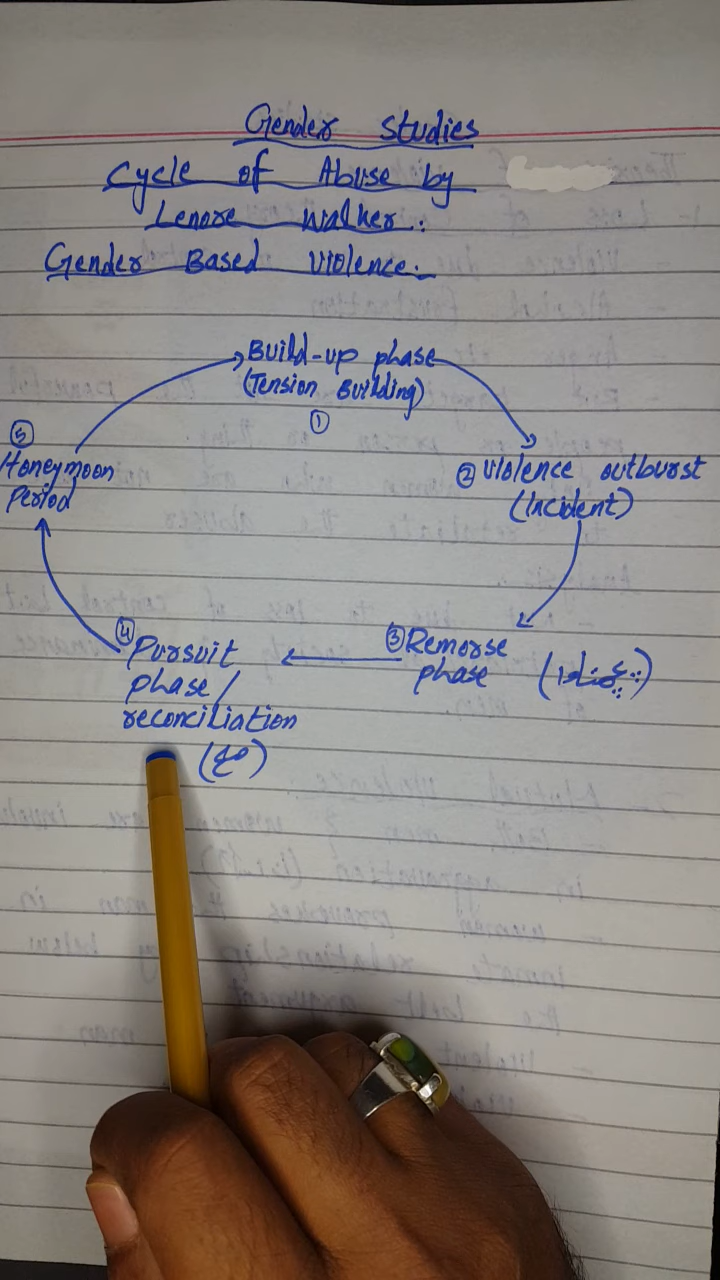 Gender Studies
Cycle of Abuse by
Lenore Walker:
Gender Based Violence:-
Build-up phase
(Tension Building)
①
② Violence outburst
(Incident)
③ Remorse
phase
④
Pursuit
phase/
reconciliation
(صلح)
⑤
Honeymoon
Period